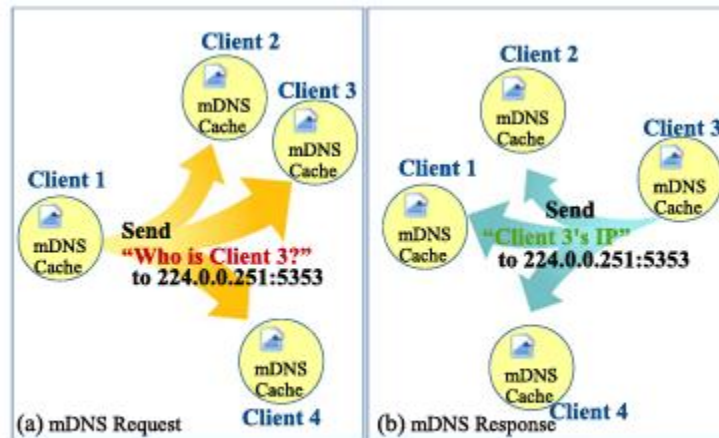 Client 2
mDNS
Cache
Client 3
mDNS
Cache
Client 1
mDNS
Cache
Send
“Who is Client 3?”
to 224.0.0.251:5353
mDNS
Cache
Client 4
(a) mDNS Request
Client 2
mDNS
Cache
Client 3
mDNS
Cache
Client 1
mDNS
Cache
Send
“Client 3's IP”
to 224.0.0.251:5353
mDNS
Cache
Client 4
(b) mDNS Response